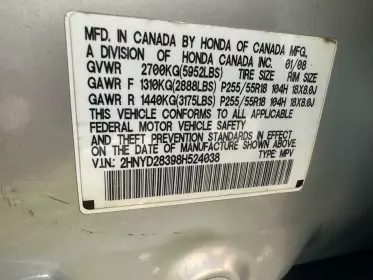 MFD. IN CANADA BY HONDA OF CANADA MFG.
A DIVISION OF HONDA CANADA INC. 01/08
GVWR 2700KG(5952LBS) TIRE SIZE RIM SIZE
GAWR F 1310KG(2888LBS) P255/55R18 104H 18X8.0J
GAWR R 1440KG(3175LBS) P255/55R18 104H 18X8.0J
THIS VEHICLE CONFORMS TO ALL APPLICABLE
FEDERAL MOTOR VEHICLE SAFETY
AND THEFT PREVENTION STANDARDS IN EFFECT
ON THE DATE OF MANUFACTURE SHOWN ABOVE.
V.I.N.: 2HNYD28398H524038 TYPE: MPV